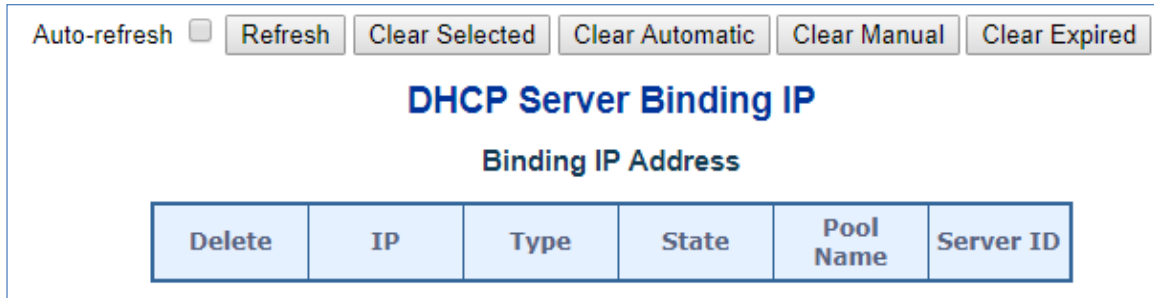 Auto-refresh Refresh Clear Selected Clear Automatic Clear Manual Clear Expired
DHCP Server Binding IP
Binding IP Address
Delete IP Type State Pool Name Server ID